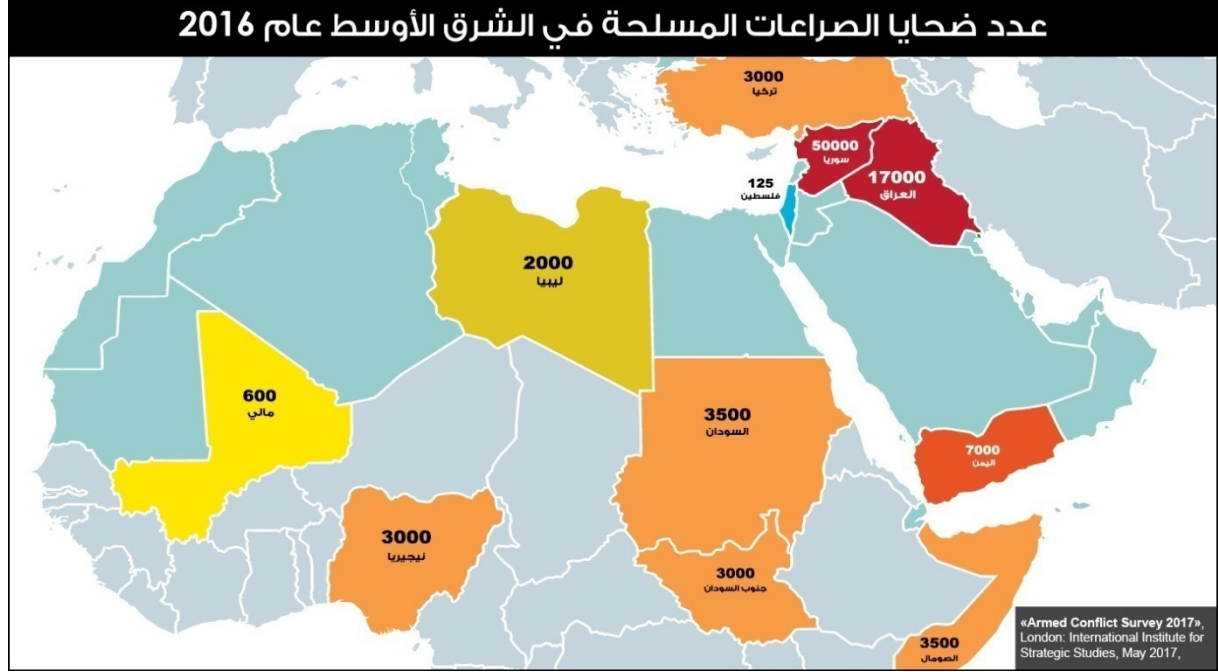 عدد ضحايا الصراعات المسلحة في الشرق الأوسط عام 2016
3000
تركيا
50000
سوريا
17000
العراق
125
فلسطين
2000
ليبيا
600
مالي
3500
السودان
7000
اليمن
3000
نيجيريا
3000
جنوب السودان
3500
الصومال
«Armed Conflict Survey 2017»,
London: International Institute for
Strategic Studies, May 2017,